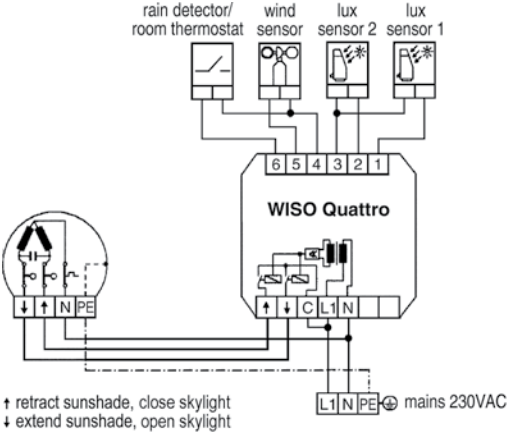 rain detector/ wind lux lux
room thermostat sensor sensor 2 sensor 1
6 5 4 3 2 1
WISO Quattro
↓ ↑ N PE
↑ ↓ C L1 N
L1 N PE mains 230VAC
↑ retract sunshade, close skylight
↓ extend sunshade, open skylight